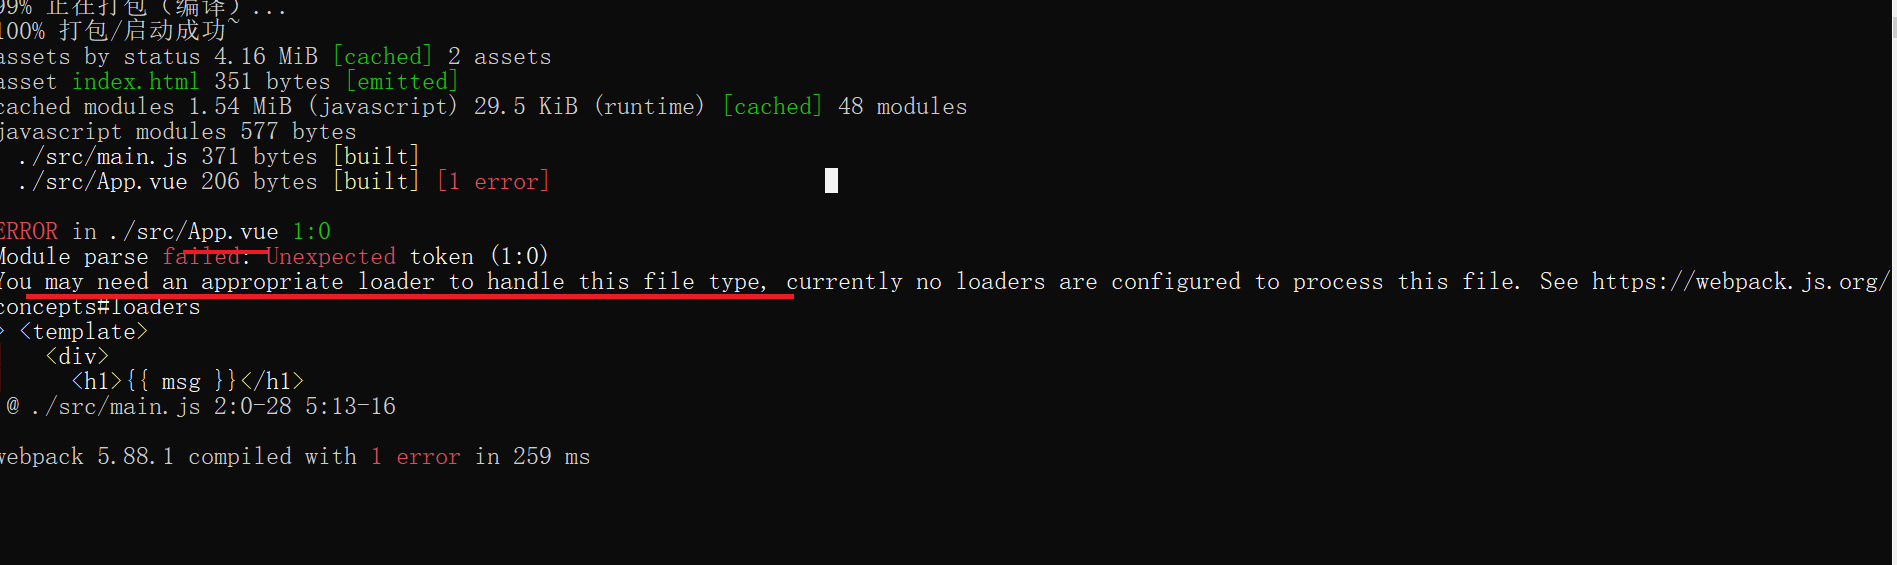 99% 正在打包（编译）...
100% 打包/启动成功~
assets by status 4.16 MiB [cached] 2 assets
asset index.html 351 bytes [emitted]
cached modules 1.54 MiB (javascript) 29.5 KiB (runtime) [cached] 48 modules
javascript modules 577 bytes
./src/main.js 371 bytes [built]
./src/App.vue 206 bytes [built] [1 error]
ERROR in ./src/App.vue 1:0
Module parse failed: Unexpected token (1:0)
You may need an appropriate loader to handle this file type, currently no loaders are configured to process this file. See https://webpack.js.org/
concepts#loaders
> <template>
<div>
<h1>{{ msg }}</h1>
@ ./src/main.js 2:0-28 5:13-16
webpack 5.88.1 compiled with 1 error in 259 ms